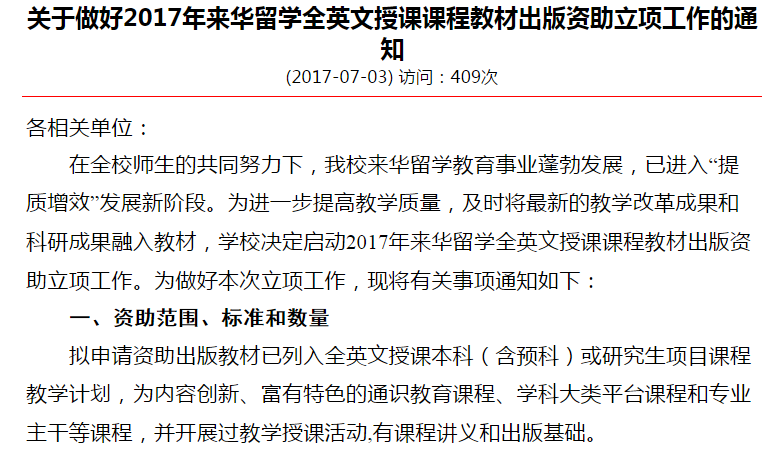 关于做好2017年来华留学全英文授课课程教材出版资助立项工作的通
知
(2017-07-03) 访问：409次
各相关单位：
在全校师生的共同努力下，我校来华留学教育事业蓬勃发展，已进入“提
质增效”发展新阶段。为进一步提高教学质量，及时将最新的教学改革成果和
科研成果融入教材，学校决定启动2017年来华留学全英文授课课程教材出版资
助立项工作。为做好本次立项工作，现将有关事项通知如下：
一、资助范围、标准和数量
拟申请资助出版教材已列入全英文授课本科（含预科）或研究生项目课程
教学计划，为内容创新、富有特色的通识教育课程、学科大类平台课程和专业
主干等课程，并开展过教学授课活动,有课程讲义和出版基础。